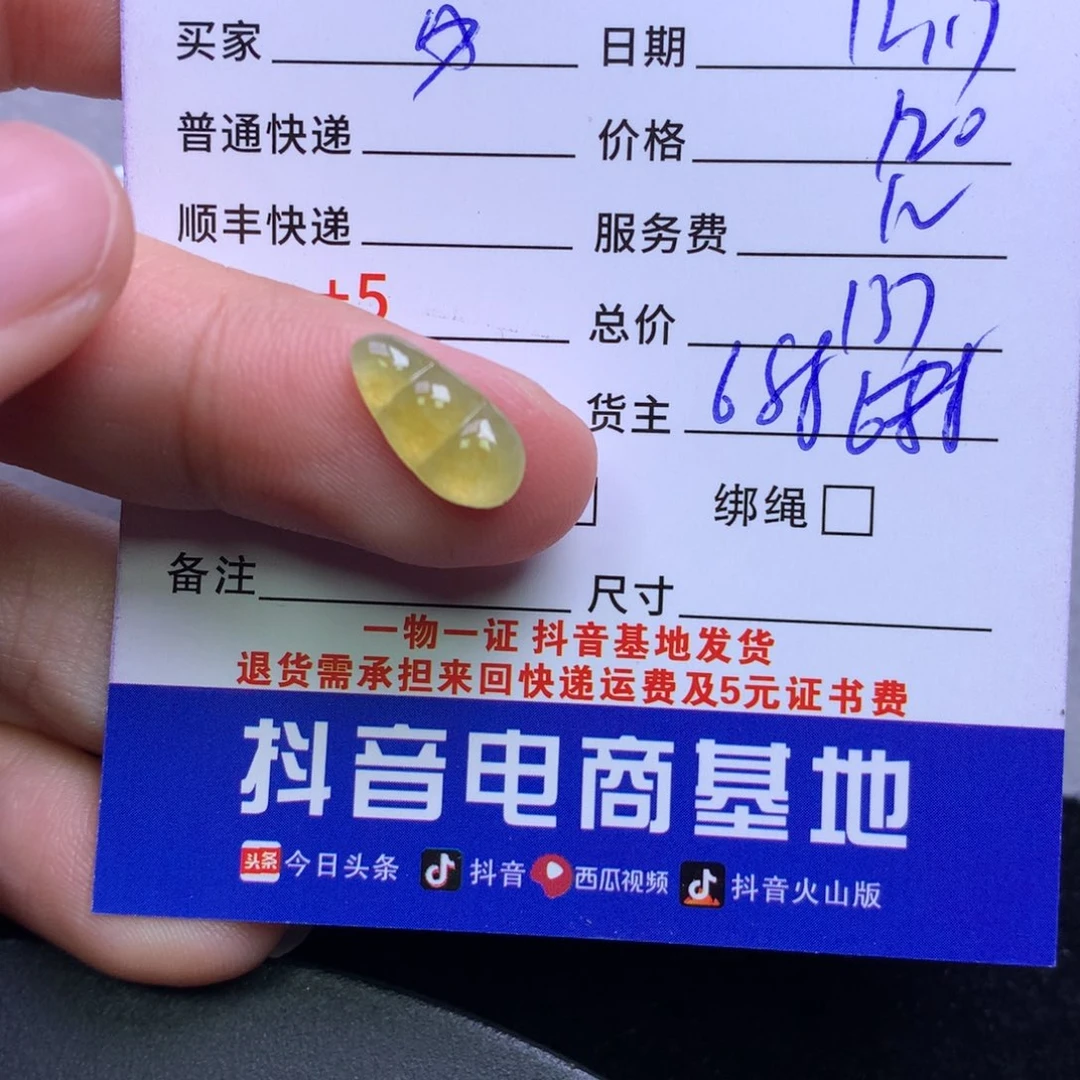 买家 日期
普通快递 价格 120
顺丰快递 服务费 12
+5 总价 137
货主 688
绑绳
备注 尺寸
一物一证 抖音基地发货
退货需承担来回快递运费及5元证书费
抖音电商基地
头条 今日头条 抖音 西瓜视频 抖音火山版